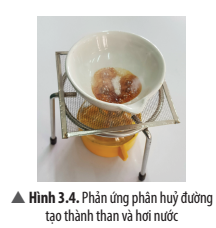 ▲ Hình 3.4. Phản ứng phân huỷ đường
tạo thành than và hơi nước